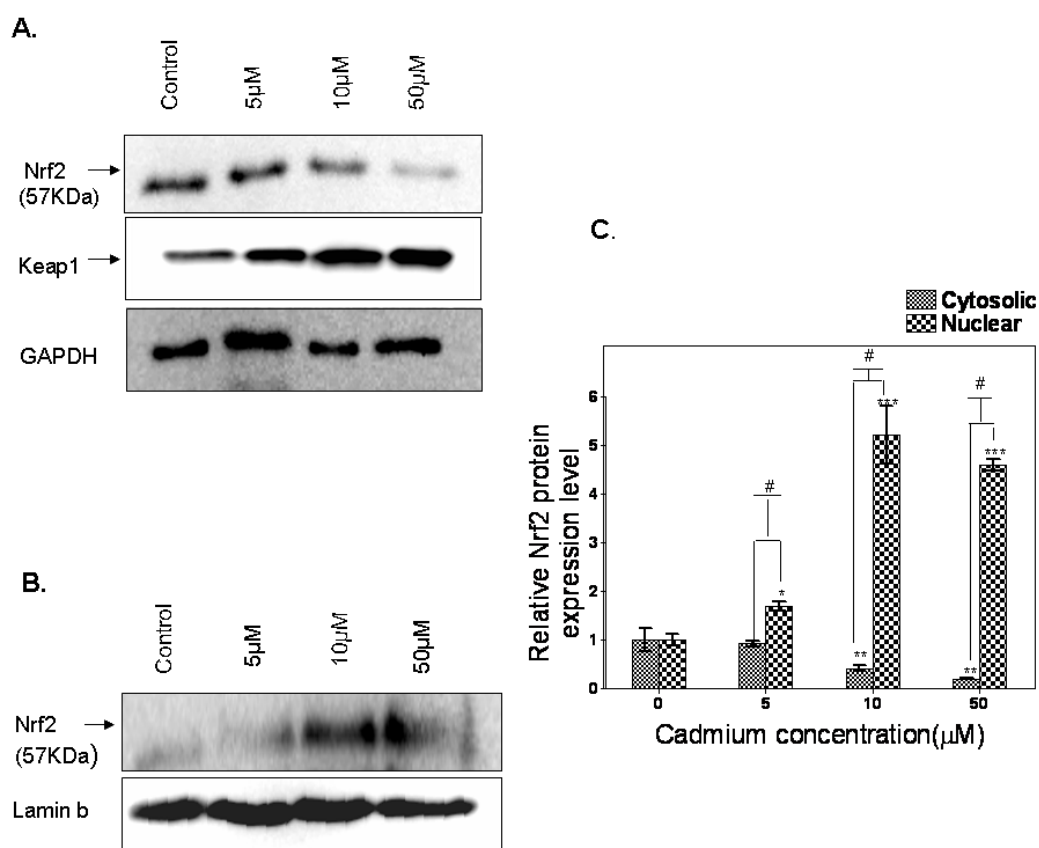 A.
Control
5µM
10µM
50µM
Nrf2
(57KDa)
Keap1
GAPDH
B.
Control
5µM
10µM
50µM
Nrf2
(57KDa)
Lamin b
C.
Cytosolic
Nuclear
Relative Nrf2 protein
expression level
6
5
4
3
2
1
0
#
#
#
*
**
***
**
***
0
5
10
50
Cadmium concentration(µM)